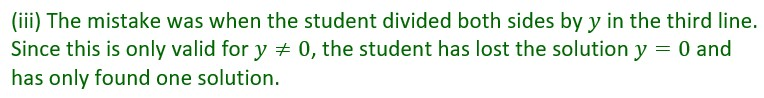 (iii) The mistake was when the student divided both sides by y in the third line.
Since this is only valid for y ≠ 0, the student has lost the solution y = 0 and
has only found one solution.